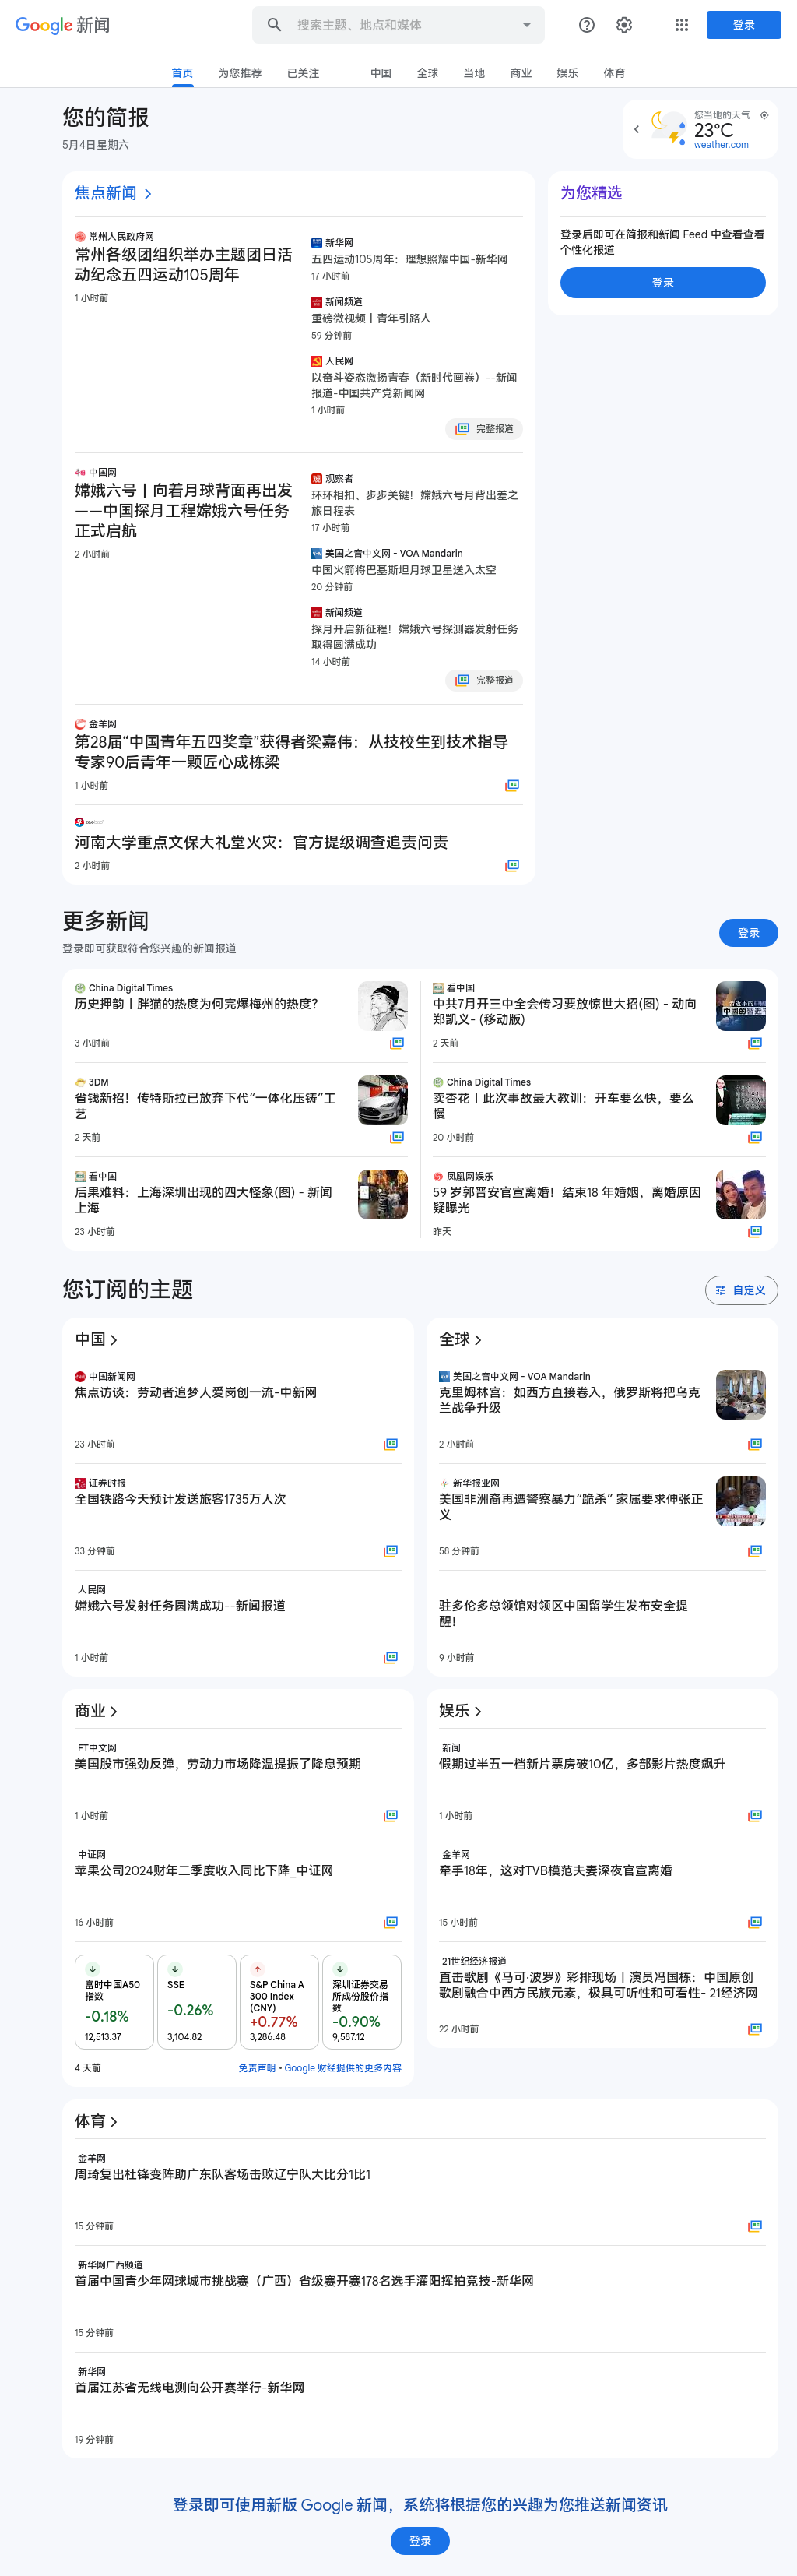 Google 新闻
搜索主题、地点和媒体
登录
首页
为您推荐
已关注
中国
全球
当地
商业
娱乐
体育
您的简报
5月4日星期六
您当地的天气
23°C
weather.com
焦点新闻
常州人民政府网
常州各级团组织举办主题团日活
动纪念五四运动105周年
1 小时前
新华网
五四运动105周年：理想照耀中国-新华网
17 小时前
新闻频道
重磅微视频丨青年引路人
59 分钟前
人民网
以奋斗姿态激扬青春（新时代画卷）--新闻
报道-中国共产党新闻网
1 小时前
完整报道
中国网
嫦娥六号丨向着月球背面再出发
——中国探月工程嫦娥六号任务
正式启航
2 小时前
观察者
环环相扣、步步关键！嫦娥六号月背出差之
旅日程表
17 小时前
美国之音中文网 - VOA Mandarin
中国火箭将巴基斯坦月球卫星送入太空
20 分钟前
新闻频道
探月开启新征程！嫦娥六号探测器发射任务
取得圆满成功
14 小时前
完整报道
金羊网
第28届“中国青年五四奖章”获得者梁嘉伟：从技校生到技术指导
专家90后青年一颗匠心成栋梁
1 小时前
河南大学重点文保大礼堂火灾：官方提级调查追责问责
2 小时前
为您精选
登录后即可在简报和新闻 Feed 中查看查看
个性化报道
登录
更多新闻
登录即可获取符合您兴趣的新闻报道
登录
China Digital Times
历史押韵丨胖猫的热度为何完爆梅州的热度？
3 小时前
看中国
中共7月开三中全会传习要放惊世大招(图) - 动向
郑凯义- (移动版)
2 天前
3DM
省钱新招！传特斯拉已放弃下代“一体化压铸”工
艺
2 天前
China Digital Times
卖杏花丨此次事故最大教训：开车要么快，要么
慢
20 小时前
看中国
后果难料：上海深圳出现的四大怪象(图) - 新闻
上海
23 小时前
凤凰网娱乐
59 岁郭晋安官宣离婚！结束18 年婚姻，离婚原因
疑曝光
昨天
您订阅的主题
自定义
中国
中国新闻网
焦点访谈：劳动者追梦人爱岗创一流-中新网
23 小时前
证券时报
全国铁路今天预计发送旅客1735万人次
33 分钟前
人民网
嫦娥六号发射任务圆满成功--新闻报道
1 小时前
全球
美国之音中文网 - VOA Mandarin
克里姆林宫：如西方直接卷入，俄罗斯将把乌克
兰战争升级
2 小时前
新华报业网
美国非洲裔再遭警察暴力“跪杀” 家属要求伸张正
义
58 分钟前
驻多伦多总领馆对领区中国留学生发布安全提
醒！
9 小时前
商业
FT中文网
美国股市强劲反弹，劳动力市场降温提振了降息预期
1 小时前
中证网
苹果公司2024财年二季度收入同比下降_中证网
16 小时前
富时中国A50
指数
-0.18%
12,513.37
SSE
-0.26%
3,104.82
S&P China A
300 Index
(CNY)
+0.77%
3,286.48
深圳证券交易
所成份股价指
数
-0.90%
9,587.12
4 天前
免责声明 • Google 财经提供的更多内容
娱乐
新闻
假期过半五一档新片票房破10亿，多部影片热度飙升
1 小时前
金羊网
牵手18年，这对TVB模范夫妻深夜官宣离婚
15 小时前
21世纪经济报道
直击歌剧《马可·波罗》彩排现场丨演员冯国栋：中国原创
歌剧融合中西方民族元素，极具可听性和可看性- 21经济网
22 小时前
体育
金羊网
周琦复出杜锋变阵助广东队客场击败辽宁队大比分1比1
15 分钟前
新华网广西频道
首届中国青少年网球城市挑战赛（广西）省级赛开赛178名选手灌阳挥拍竞技-新华网
15 分钟前
新华网
首届江苏省无线电测向公开赛举行-新华网
19 分钟前
登录即可使用新版 Google 新闻，系统将根据您的兴趣为您推送新闻资讯
登录